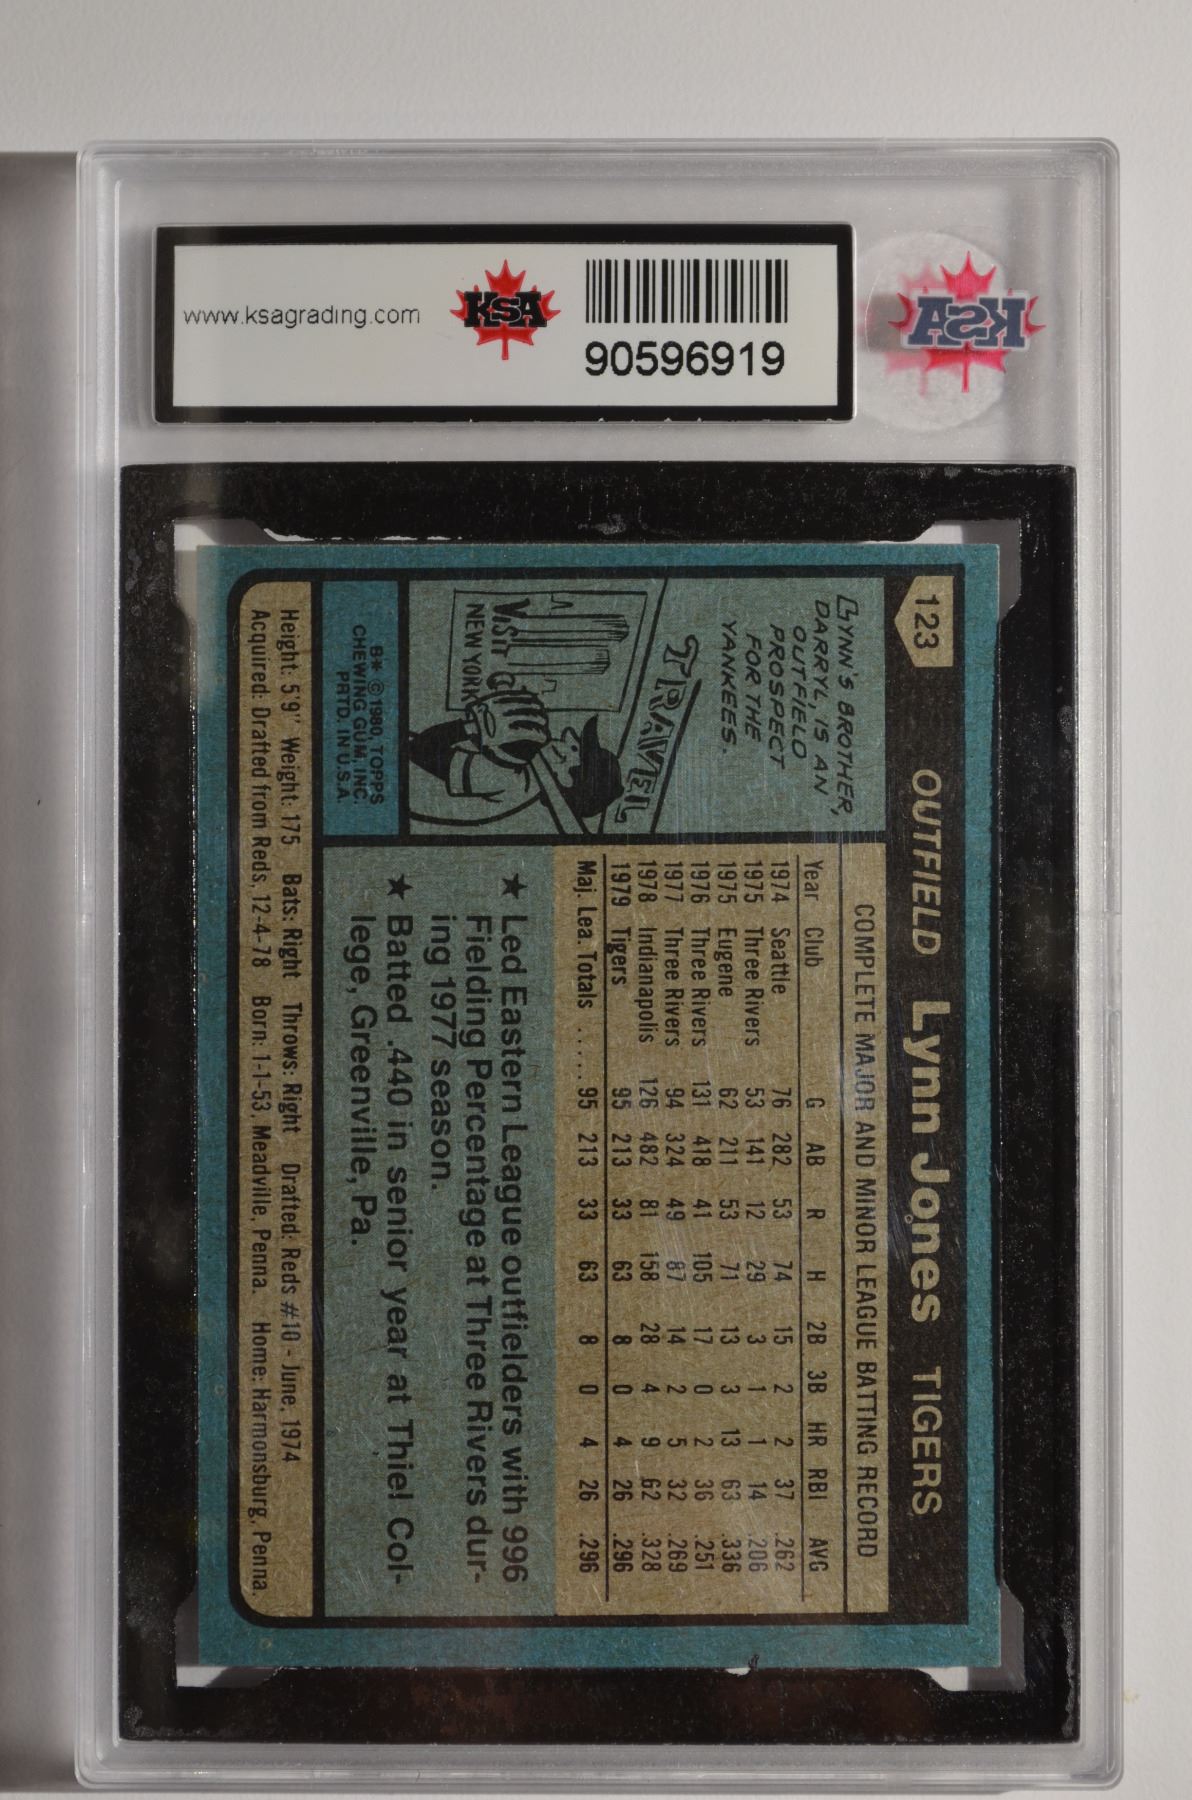 www.ksagrading.com
KSA
90596919
KSA
123
OUTFIELD Lynn Jones TIGERS
LYNN'S BROTHER,
DARRYL, IS AN
OUTFIELD
PROSPECT
FOR THE
YANKEES.
TRAVEL
VISIT
NEW YORK
B* © 1980, TOPPS
CHEWING GUM, INC.
PRTD. IN U.S.A.
COMPLETE MAJOR AND MINOR LEAGUE BATTING RECORD
Year Club G AB R H 2B 3B HR RBI AVG
1974 Seattle 76 282 53 74 15 2 2 37 .262
1975 Three Rivers 53 141 12 29 3 1 1 14 .206
1975 Eugene 62 211 53 71 13 3 13 63 .336
1976 Three Rivers 131 418 41 105 17 0 2 36 .251
1977 Three Rivers 94 324 49 87 14 2 5 32 .269
1978 Indianapolis 126 482 81 158 28 4 9 62 .328
1979 Tigers 95 213 33 63 8 0 4 26 .296
Maj. Lea. Totals ..... 95 213 33 63 8 0 4 26 .296
★ Led Eastern League outfielders with 996
Fielding Percentage at Three Rivers dur-
ing 1977 season.
★ Batted .440 in senior year at Thiel Col-
lege, Greenville, Pa.
Height: 5'9" Weight: 175 Bats: Right Throws: Right Drafted: Reds #10 - June, 1974
Acquired: Drafted from Reds, 12-4-78 Born: 1-1-53, Meadville, Penna. Home: Harmonsburg, Penna.